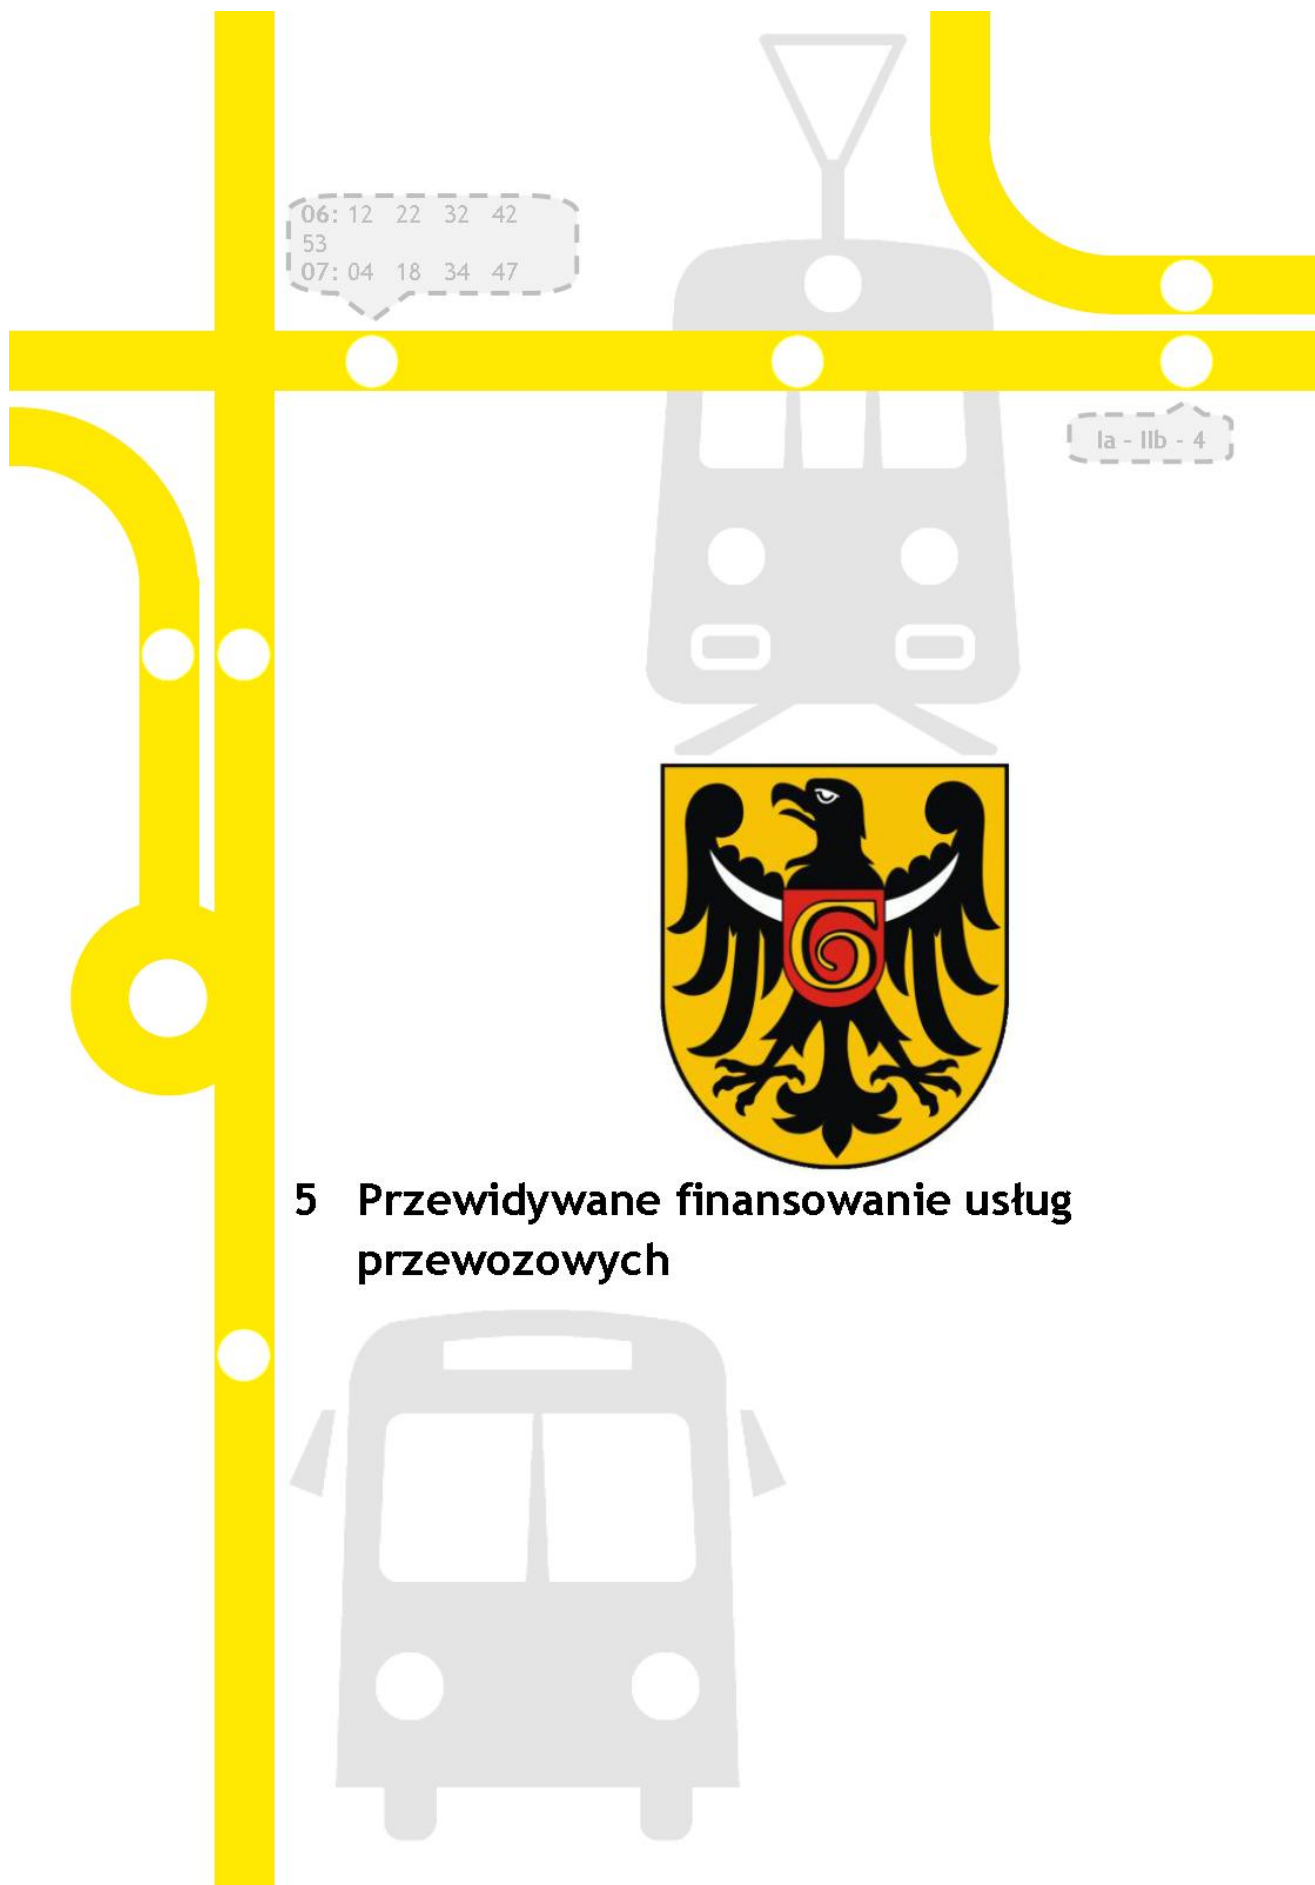 06: 12 22 32 42
53
07: 04 18 34 47
Ia - IIb - 4
G
5 Przewidywane finansowanie usług
przewozowych